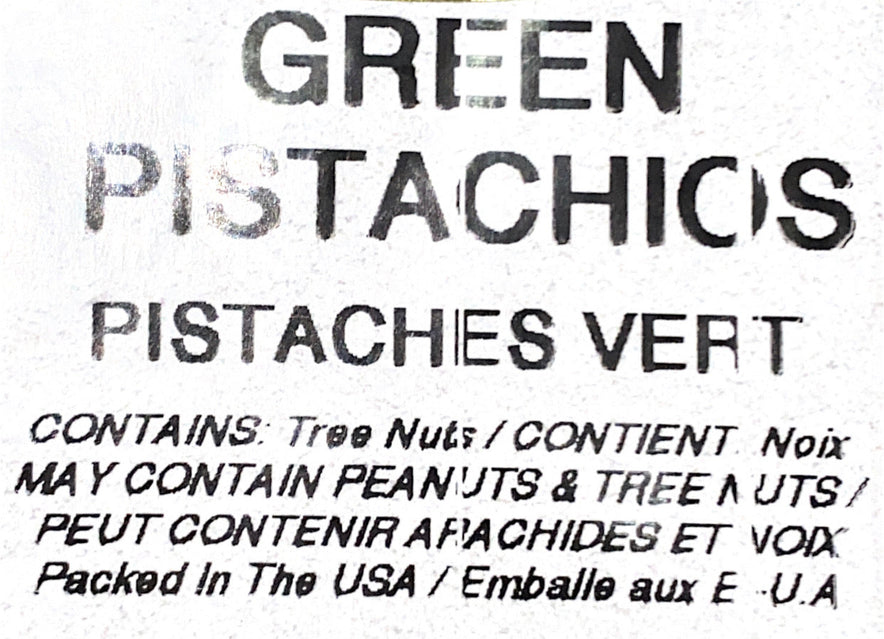 GREEN
PISTACHIOS
PISTACHES VERT
CONTAINS: Tree Nuts / CONTIENT: Noix
MAY CONTAIN PEANUTS & TREE NUTS /
PEUT CONTENIR ARACHIDES ET NOIX
Packed In The USA / Emballe aux E.-U.A